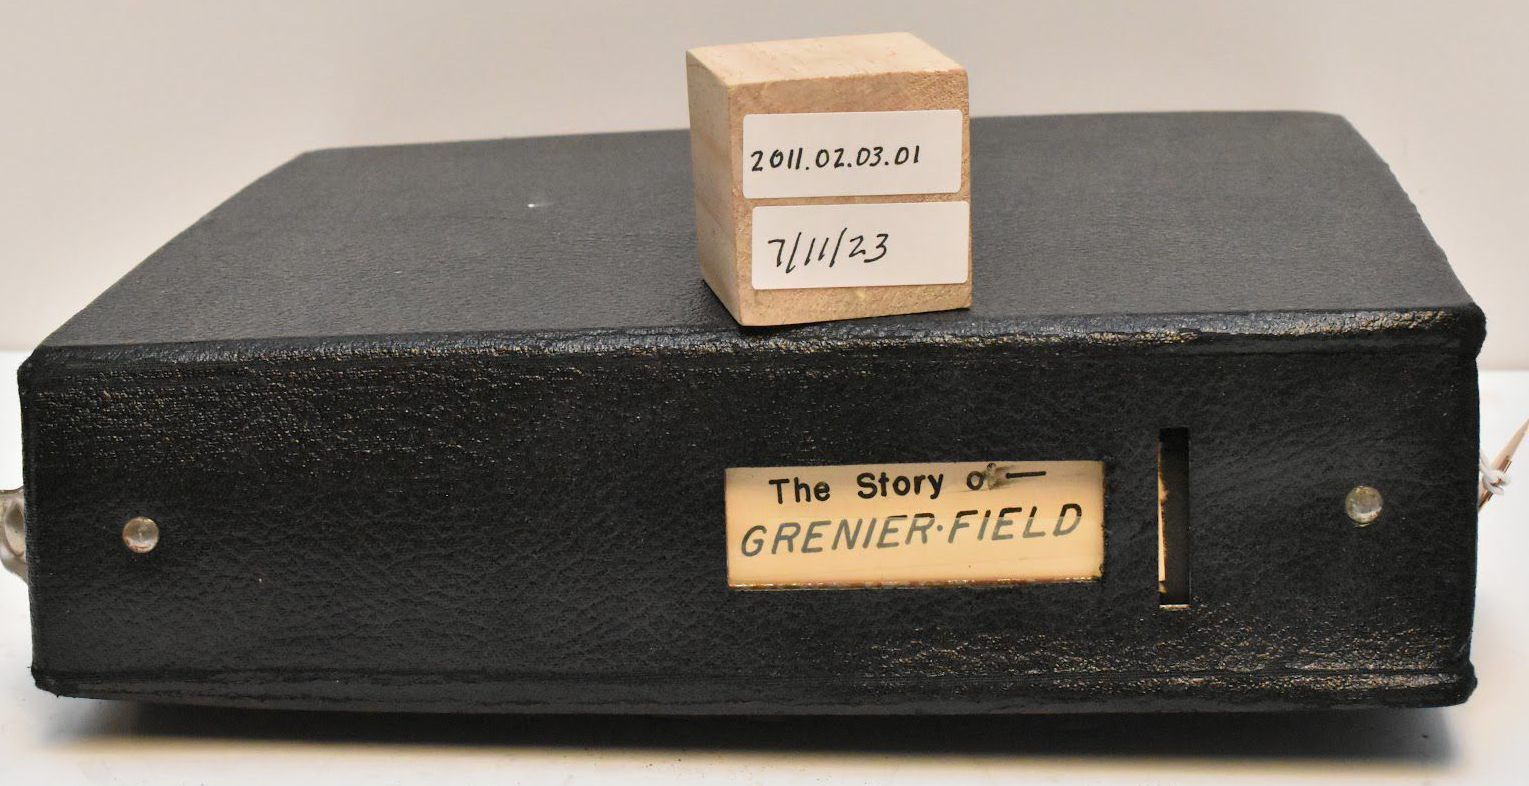 2011.02.03.01
7/11/23
The Story of —
GRENIER·FIELD